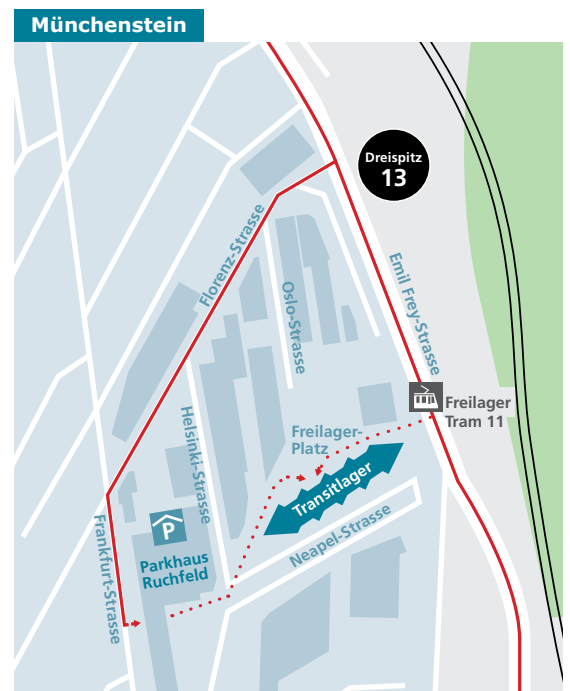 Münchenstein
Dreispitz
13
Florenz-Strasse
Emil Frey-Strasse
Oslo-Strasse
Freilager
Tram 11
Freilager-
Platz
Helsinki-Strasse
Transitlager
P
Neapel-Strasse
Parkhaus
Ruchfeld
Frankfurt-Strasse